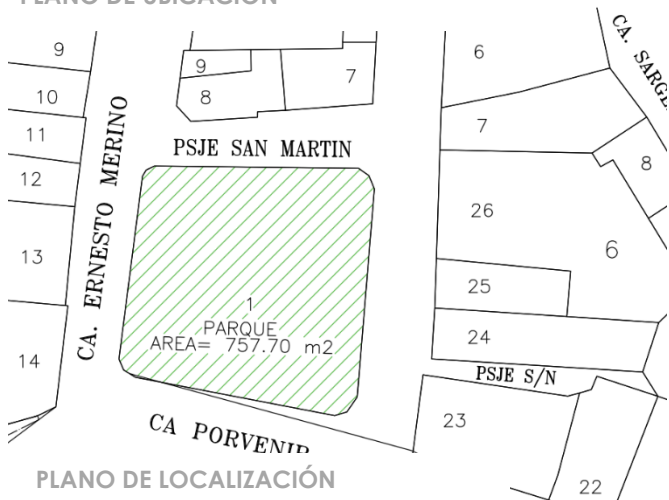 PLANO DE UBICACIÓN
CA. SARGE
9
9
8
7
6
10
11
12
13
14
CA. ERNESTO MERINO
PSJE SAN MARTIN
7
8
26
6
25
24
1
PARQUE
AREA= 757.70 m2
PSJE S/N
CA PORVENIR
23
22
PLANO DE LOCALIZACIÓN